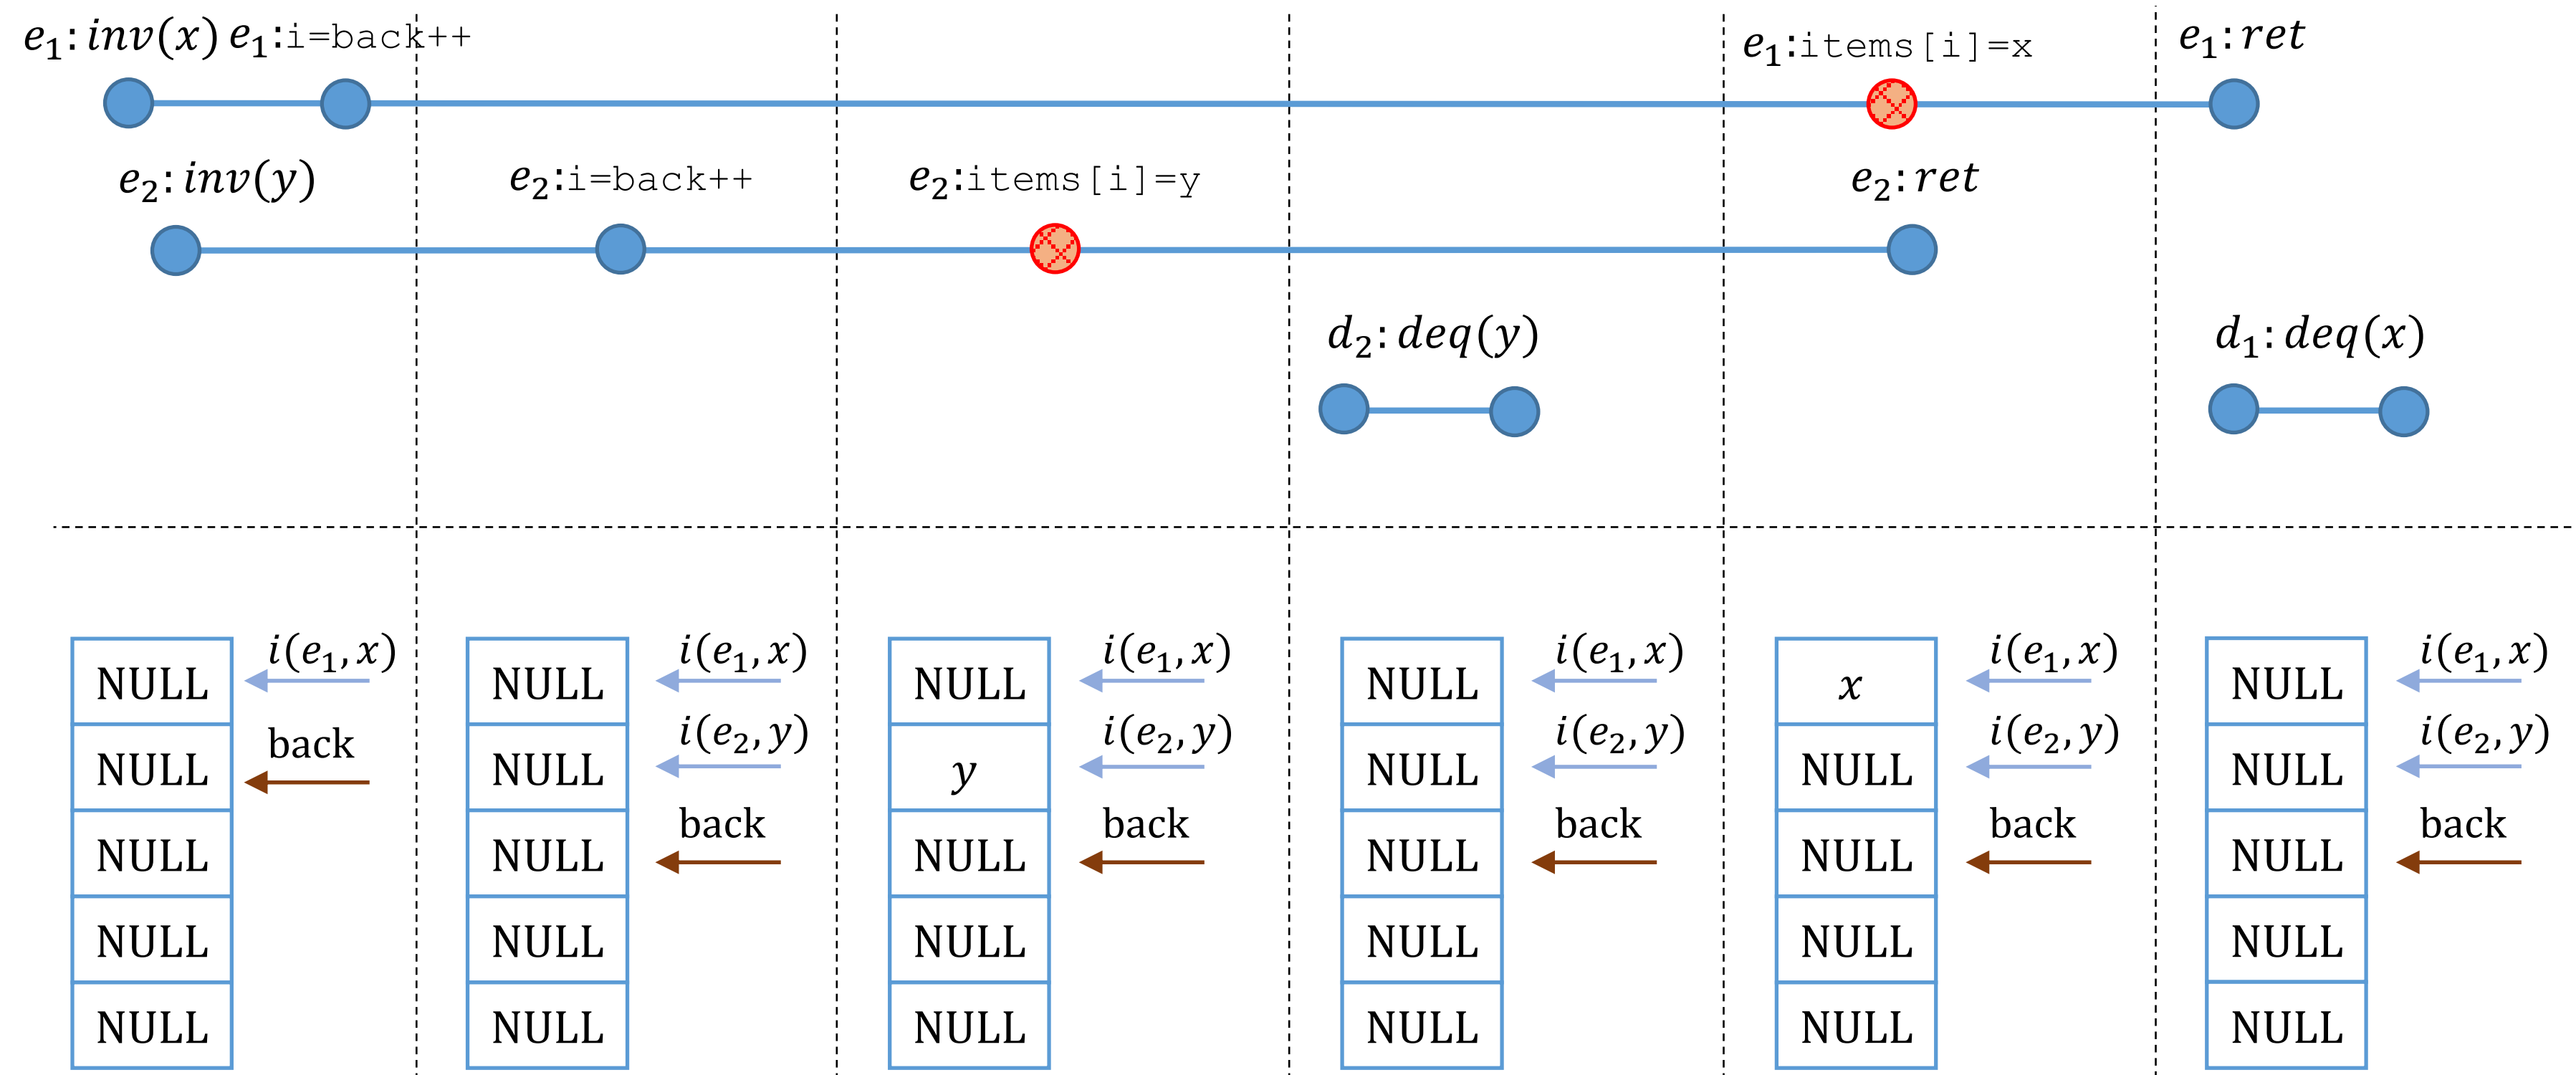 e₁:inv(x) e₁:i=back++ e₁:items[i]=x e₁:ret
e₂:inv(y) e₂:i=back++ e₂:items[i]=y e₂:ret
d₂:deq(y) d₁:deq(x)
i(e₁,x) i(e₁,x) i(e₁,x) i(e₁,x) i(e₁,x) i(e₁,x)
NULL NULL NULL NULL x NULL
back i(e₂,y) i(e₂,y) i(e₂,y) i(e₂,y) i(e₂,y)
NULL NULL y NULL NULL NULL
back back back back back
NULL NULL NULL NULL NULL NULL
NULL NULL NULL NULL NULL NULL
NULL NULL NULL NULL NULL NULL